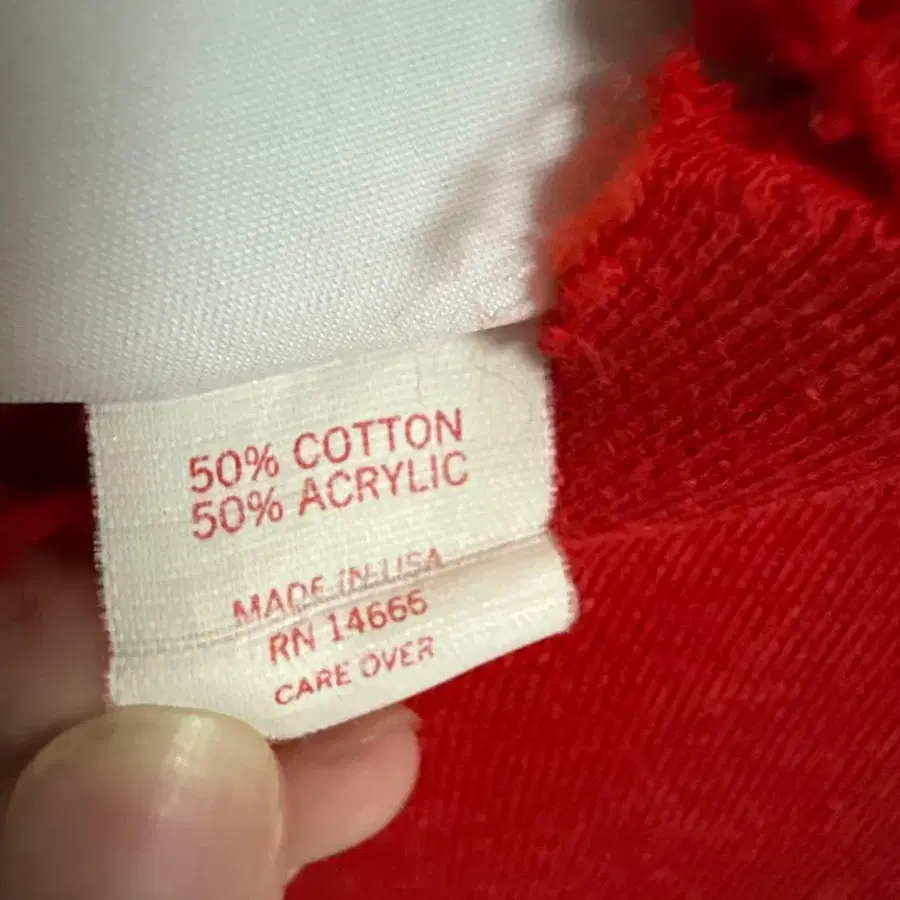 50% COTTON
50% ACRYLIC
MADE IN USA
RN 14666
CARE OVER